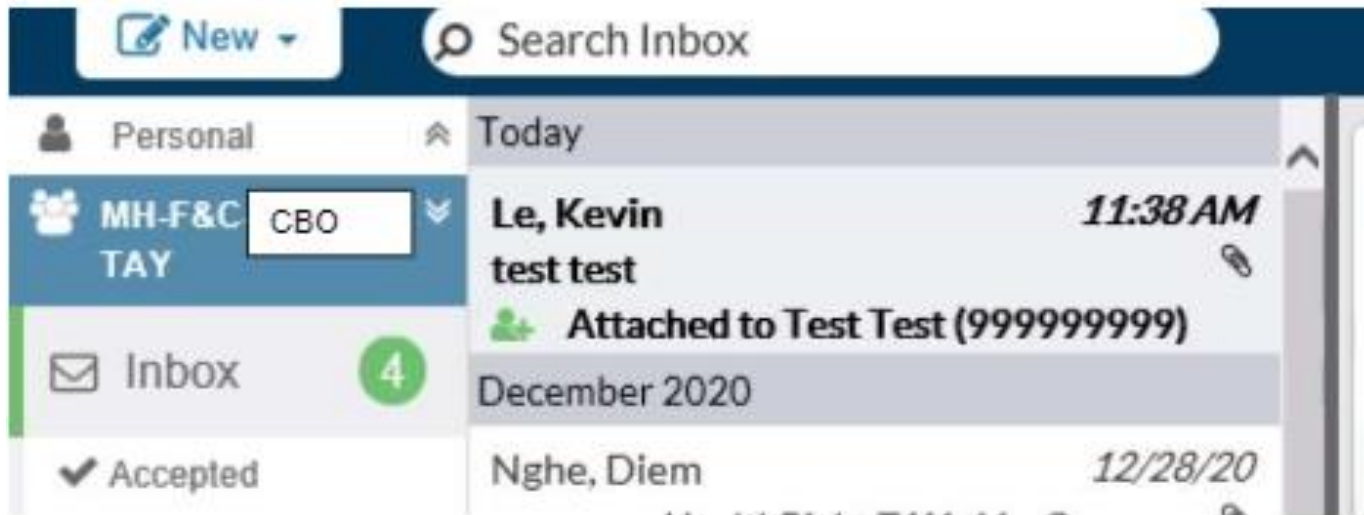 New
Search Inbox
Personal
MH-F&C CBO
TAY
Inbox 4
Accepted
Today
Le, Kevin 11:38 AM
test test
Attached to Test Test (999999999)
December 2020
Nghe, Diem 12/28/20